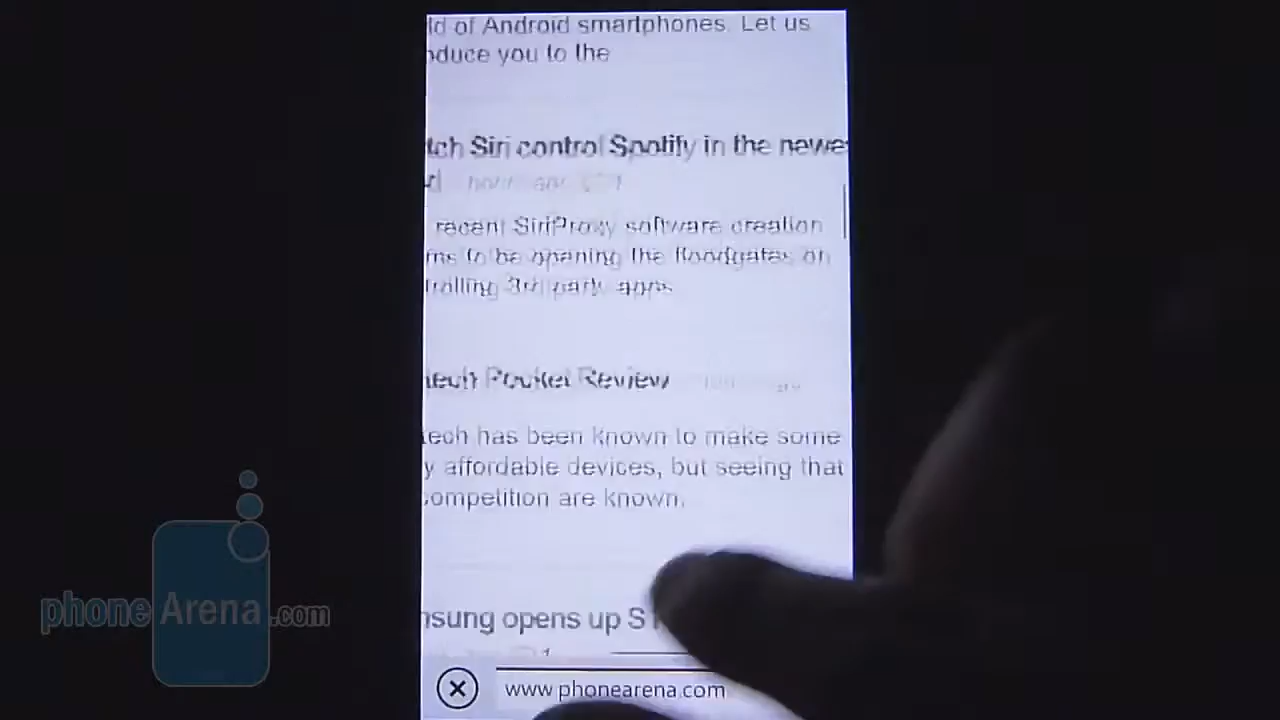 ld of Android smartphones. Let us
oduce you to the
tch Siri control Spotify in the newes
recent SiriProxy software creation
ms to be opening the floodgates on
trolling 3rd party apps
tech Pocket Review
tech has been known to make some
y affordable devices, but seeing that
competition are known.
nsung opens up S
www.phonearena.com
phoneArena.com